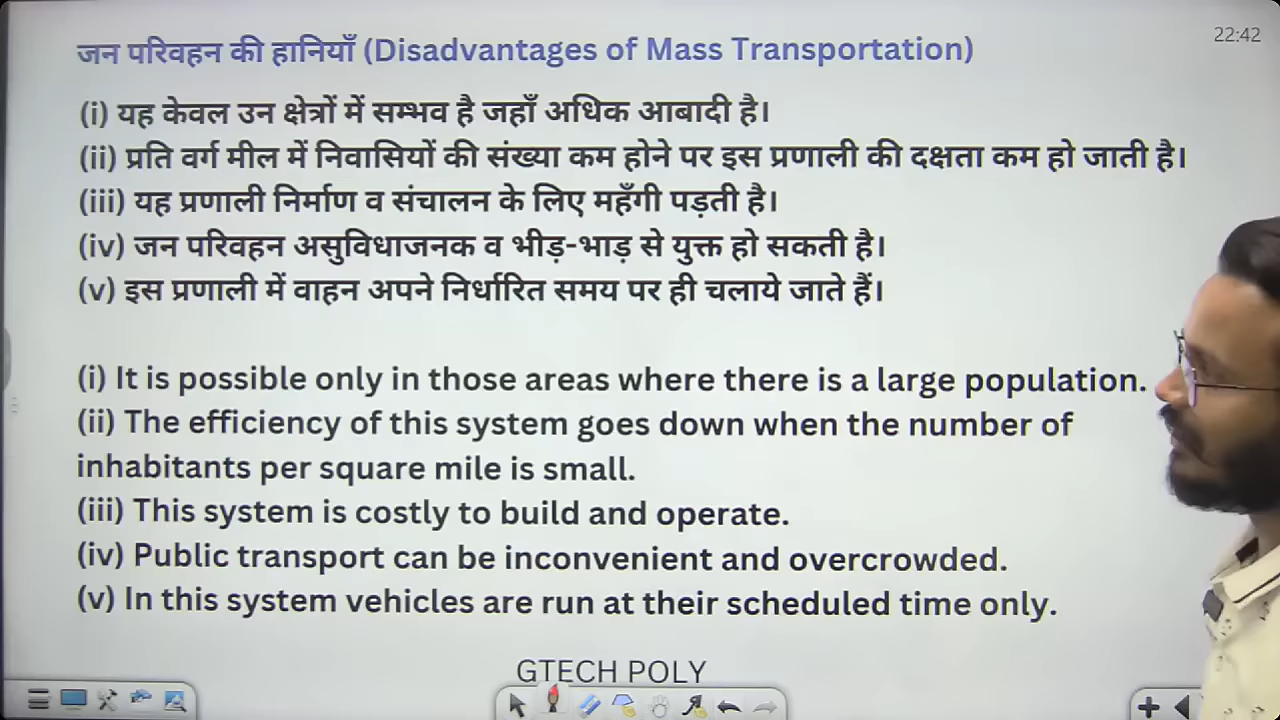 जन परिवहन की हानियाँ (Disadvantages of Mass Transportation)
22:42
(i) यह केवल उन क्षेत्रों में सम्भव है जहाँ अधिक आबादी है।
(ii) प्रति वर्ग मील में निवासियों की संख्या कम होने पर इस प्रणाली की दक्षता कम हो जाती है।
(iii) यह प्रणाली निर्माण व संचालन के लिए महँगी पड़ती है।
(iv) जन परिवहन असुविधाजनक व भीड़-भाड़ से युक्त हो सकती है।
(v) इस प्रणाली में वाहन अपने निर्धारित समय पर ही चलाये जाते हैं।
(i) It is possible only in those areas where there is a large population.
(ii) The efficiency of this system goes down when the number of
inhabitants per square mile is small.
(iii) This system is costly to build and operate.
(iv) Public transport can be inconvenient and overcrowded.
(v) In this system vehicles are run at their scheduled time only.
GTECH POLY